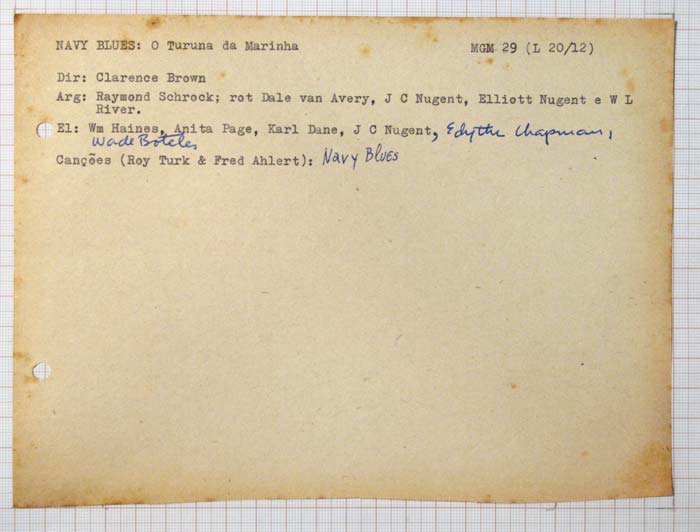 NAVY BLUES: O Turuna da Marinha MGM 29 (L 20/12)
Dir: Clarence Brown
Arg: Raymond Schrock; rot Dale van Avery, J C Nugent, Elliott Nugent e W L
River.
El: Wm Haines, Anita Page, Karl Dane, J C Nugent, Edythe Chapman,
Wade Boteles
Canções (Roy Turk & Fred Ahlert): Navy Blues